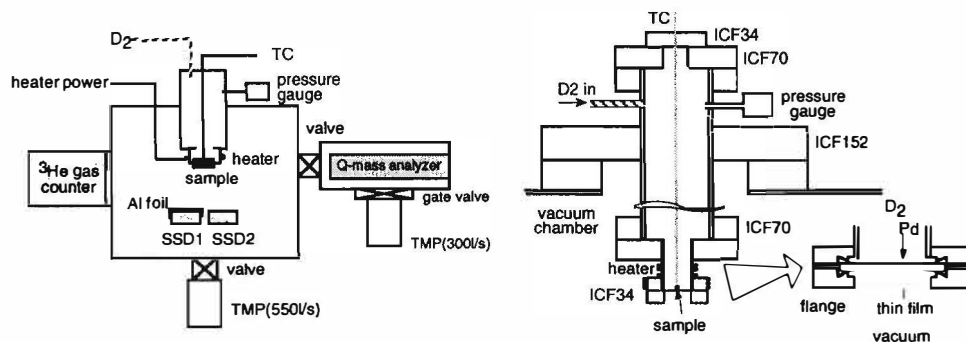 D2
TC
heater power
pressure
gauge
valve
heater
3He gas
counter
sample
Q-mass analyzer
gate valve
Al foil
SSD1 SSD2
TMP(300l/s)
valve
TMP(550l/s)
TC
ICF34
ICF70
D2 in
pressure
gauge
ICF152
vacuum
chamber
ICF70
heater
ICF34
sample
D2
Pd
flange
thin film
vacuum